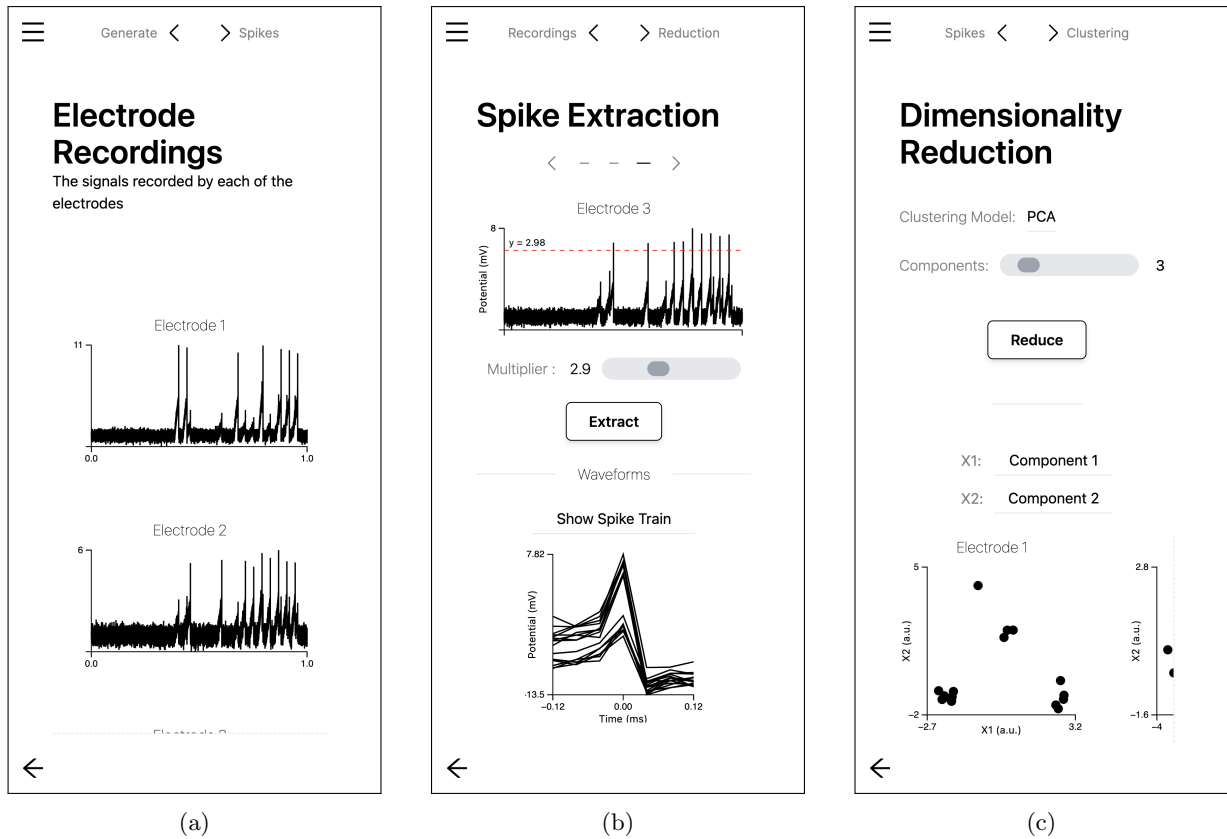 Generate Spikes
Electrode
Recordings
The signals recorded by each of the
electrodes
Electrode 1
11
0.0 1.0
Electrode 2
6
0.0 1.0
(a)
Recordings Reduction
Spike Extraction
Electrode 3
8
y = 2.98
Potential (mV)
Multiplier : 2.9
Extract
Waveforms
Show Spike Train
7.82
Potential (mV)
-13.5
−0.12 0.00 0.12
Time (ms)
(b)
Spikes Clustering
Dimensionality
Reduction
Clustering Model: PCA
Components: 3
Reduce
X1: Component 1
X2: Component 2
Electrode 1
5
X2 (a.u.)
−2
−2.7 3.2
X1 (a.u.)
2.8
X2 (a.u.)
−1.6
−4
(c)